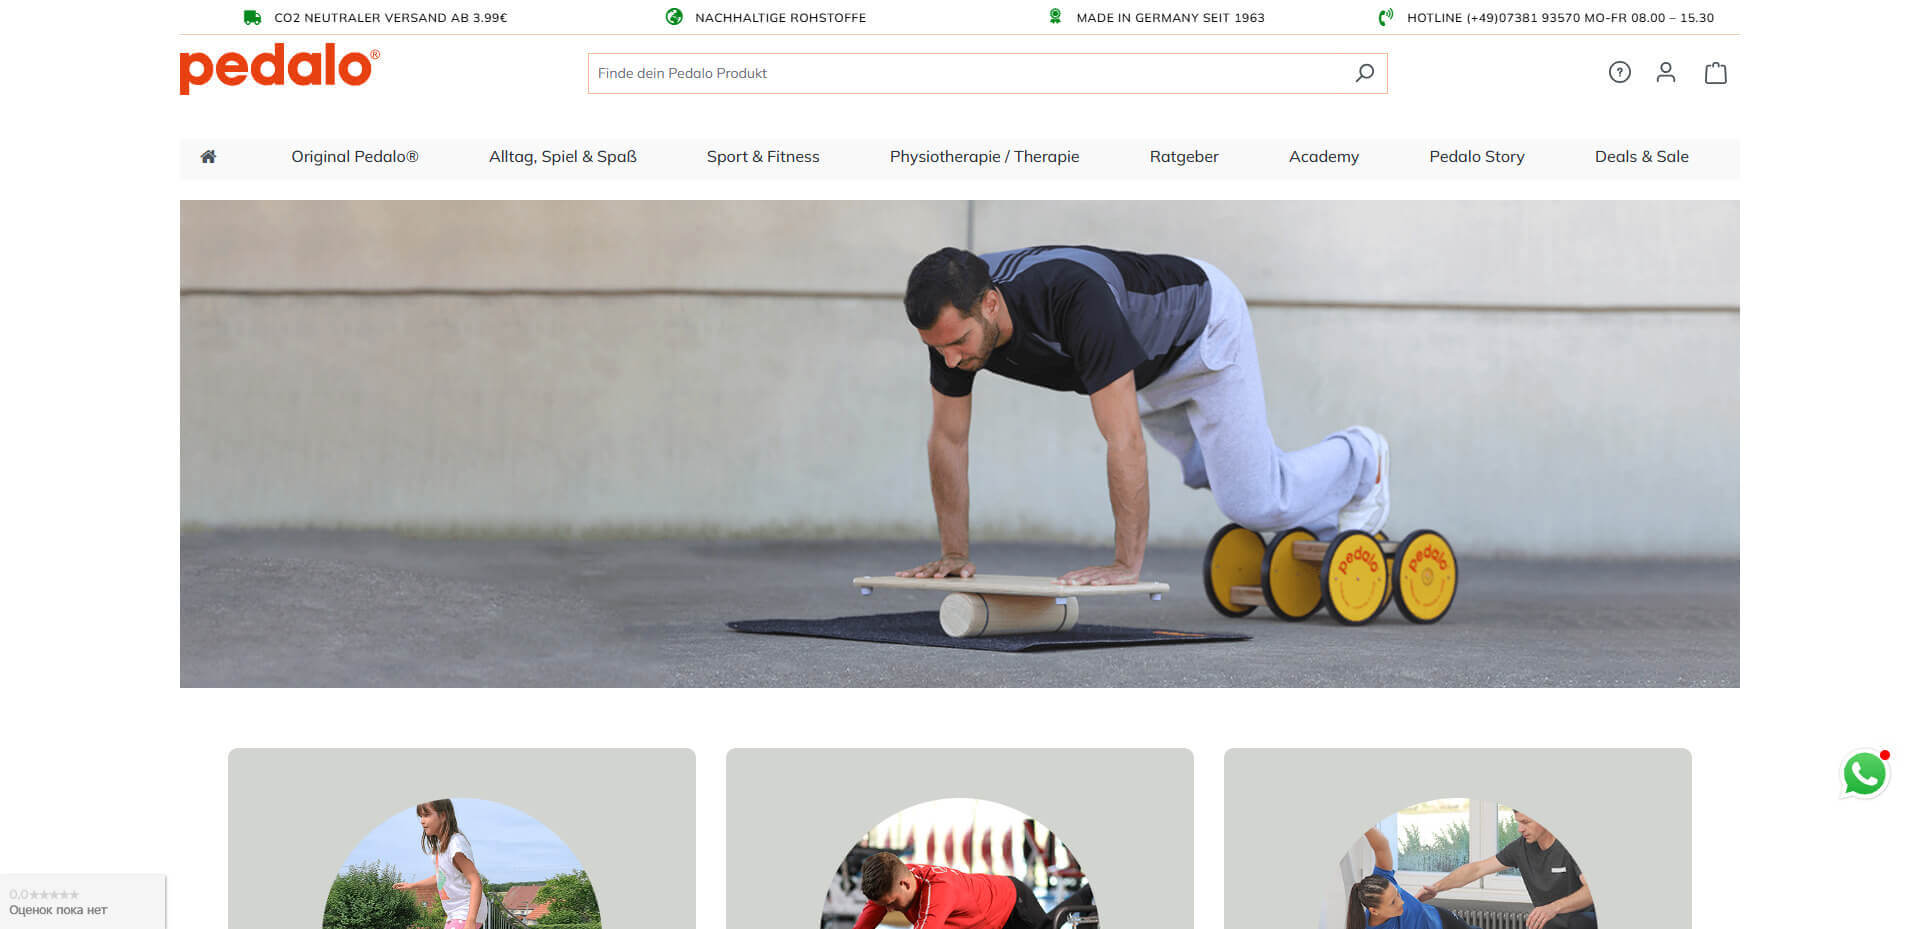 CO2 NEUTRALER VERSAND AB 3.99€
NACHHALTIGE ROHSTOFFE
MADE IN GERMANY SEIT 1963
HOTLINE (+49)07381 93570 MO-FR 08.00 – 15.30
pedalo®
Finde dein Pedalo Produkt
Original Pedalo®
Alltag, Spiel & Spaß
Sport & Fitness
Physiotherapie / Therapie
Ratgeber
Academy
Pedalo Story
Deals & Sale
pedalo
pedalo
0,0★★★★★
Оценок пока нет